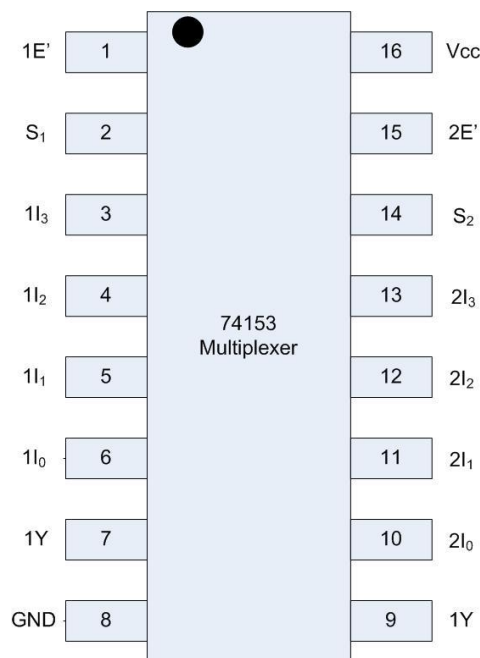 1E' 1 16 Vcc
S₁ 2 15 2E'
1I₃ 3 14 S₂
1I₂ 4 13 2I₃
74153
Multiplexer
1I₁ 5 12 2I₂
1I₀ 6 11 2I₁
1Y 7 10 2I₀
GND 8 9 1Y